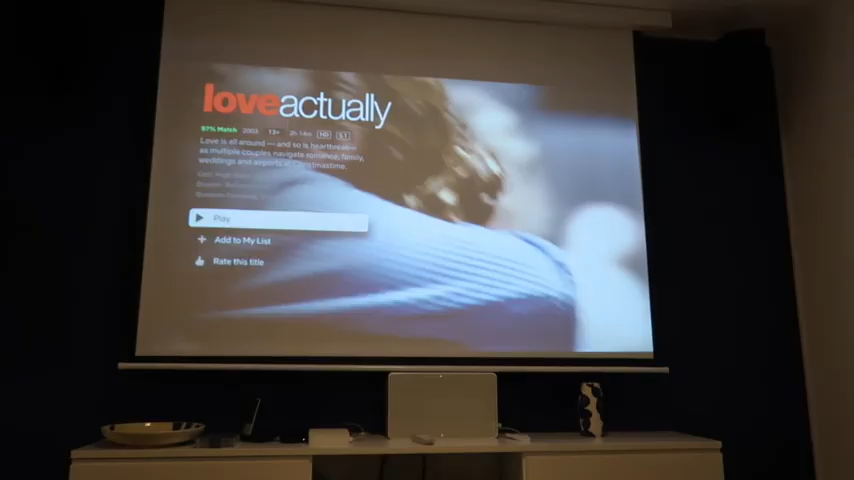 loveactually
97% Match 2003 13+ 2h 14m HD 5.1
Love is all around — and so is heartbreak —
as multiple couples navigate romance, family,
weddings and airports at Christmastime.
Play
Add to My List
Rate this title